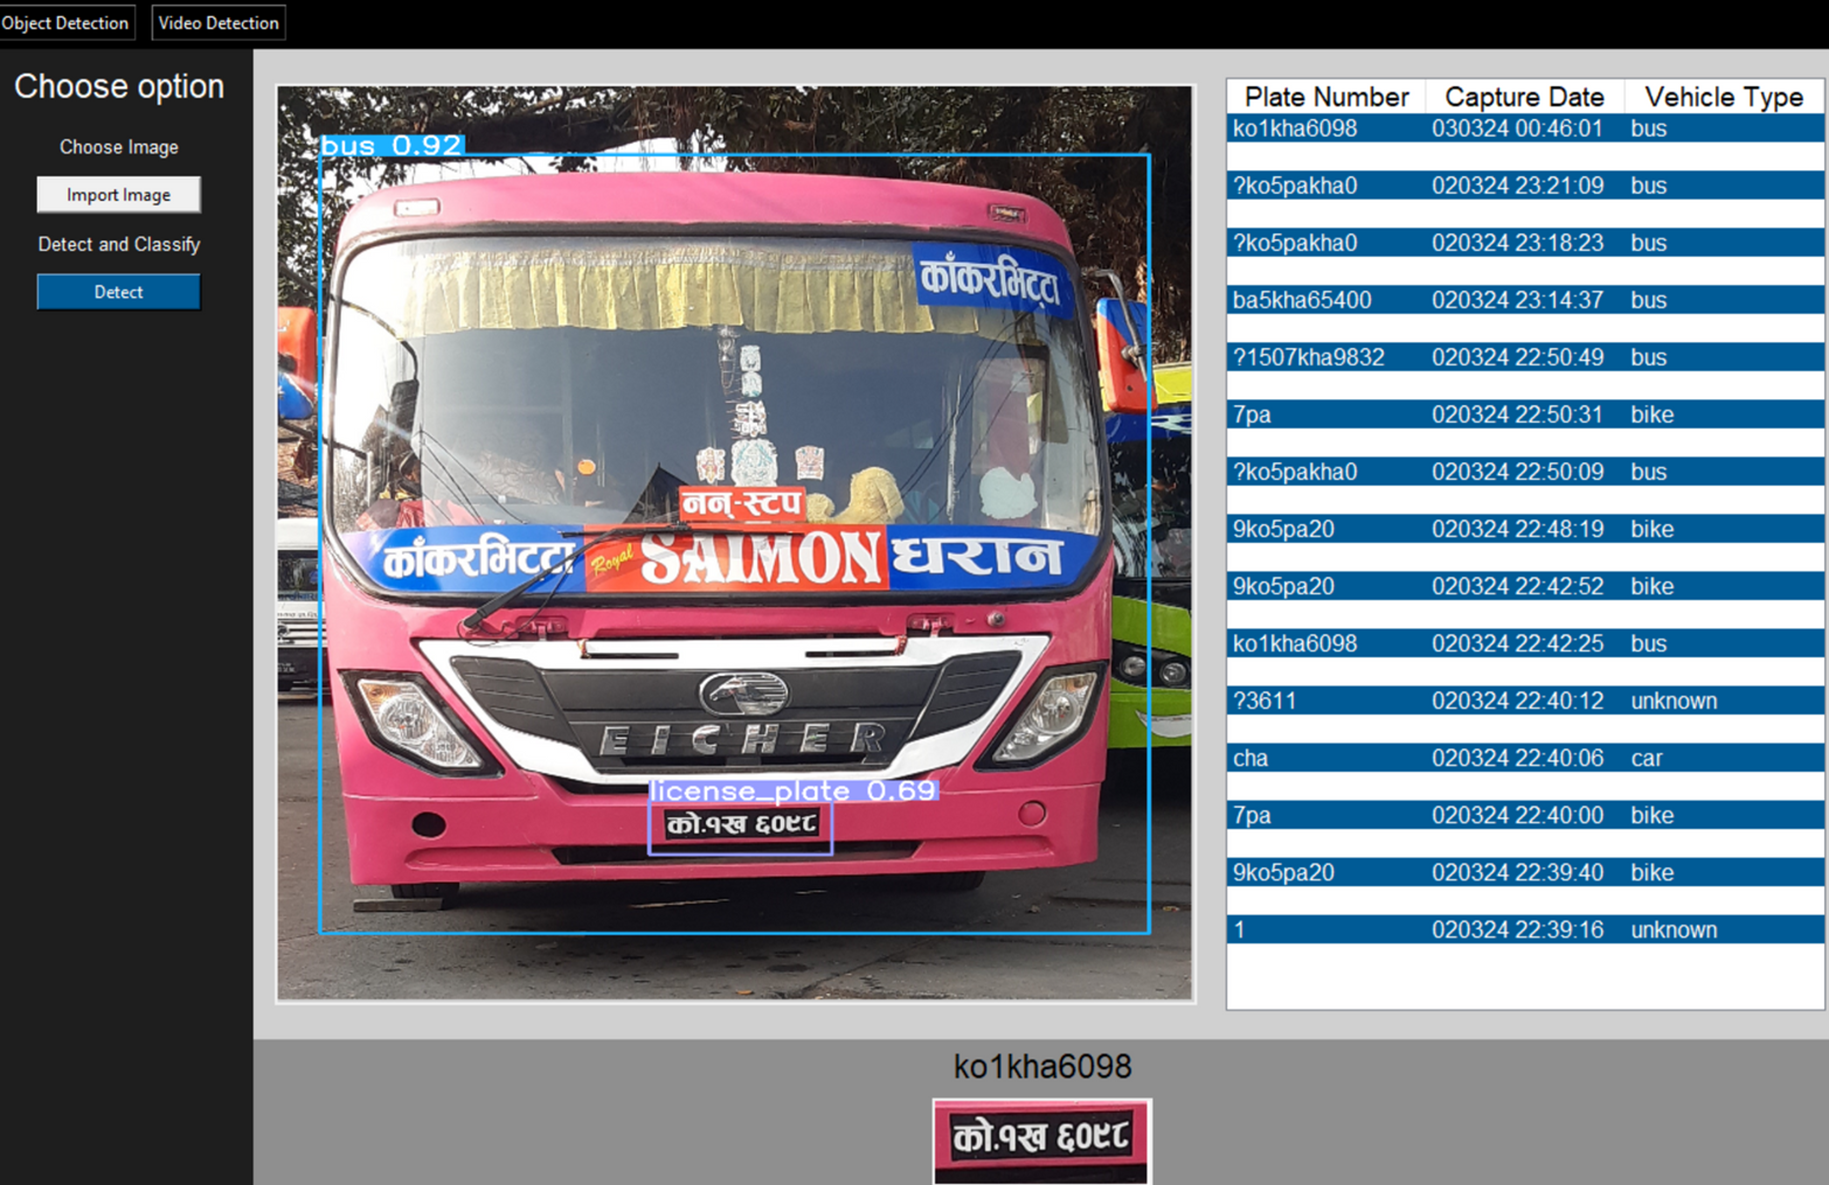 Object Detection
Video Detection
Choose option
Choose Image
Import Image
Detect and Classify
Detect
bus 0.92
काँकरभिट्टा
नन्-स्टप
काँकरभिट्टा Royal SAIMON धरान
EICHER
license_plate 0.69
को.१ख ६०९८
Plate Number Capture Date Vehicle Type
ko1kha6098 030324 00:46:01 bus
?ko5pakha0 020324 23:21:09 bus
?ko5pakha0 020324 23:18:23 bus
ba5kha65400 020324 23:14:37 bus
?1507kha9832 020324 22:50:49 bus
7pa 020324 22:50:31 bike
?ko5pakha0 020324 22:50:09 bus
9ko5pa20 020324 22:48:19 bike
9ko5pa20 020324 22:42:52 bike
ko1kha6098 020324 22:42:25 bus
?3611 020324 22:40:12 unknown
cha 020324 22:40:06 car
7pa 020324 22:40:00 bike
9ko5pa20 020324 22:39:40 bike
1 020324 22:39:16 unknown
ko1kha6098
को.१ख ६०९८